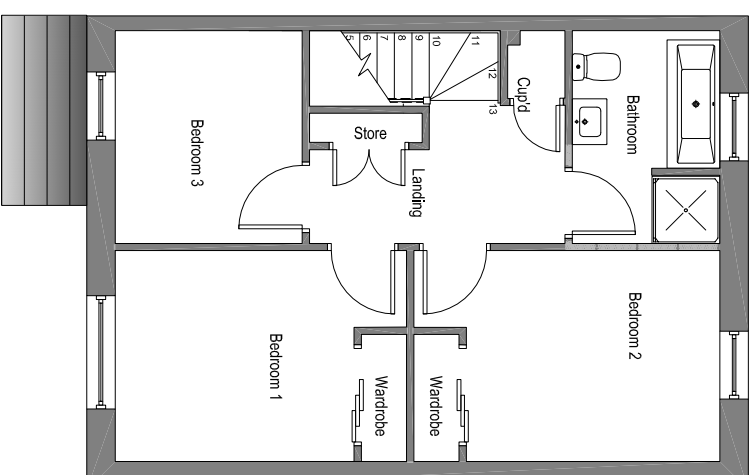 5
6
7
8
9
10
11
12
13
Cup'd
Bathroom
Store
Bedroom 3
Landing
Bedroom 2
Bedroom 1
Wardrobe
Wardrobe